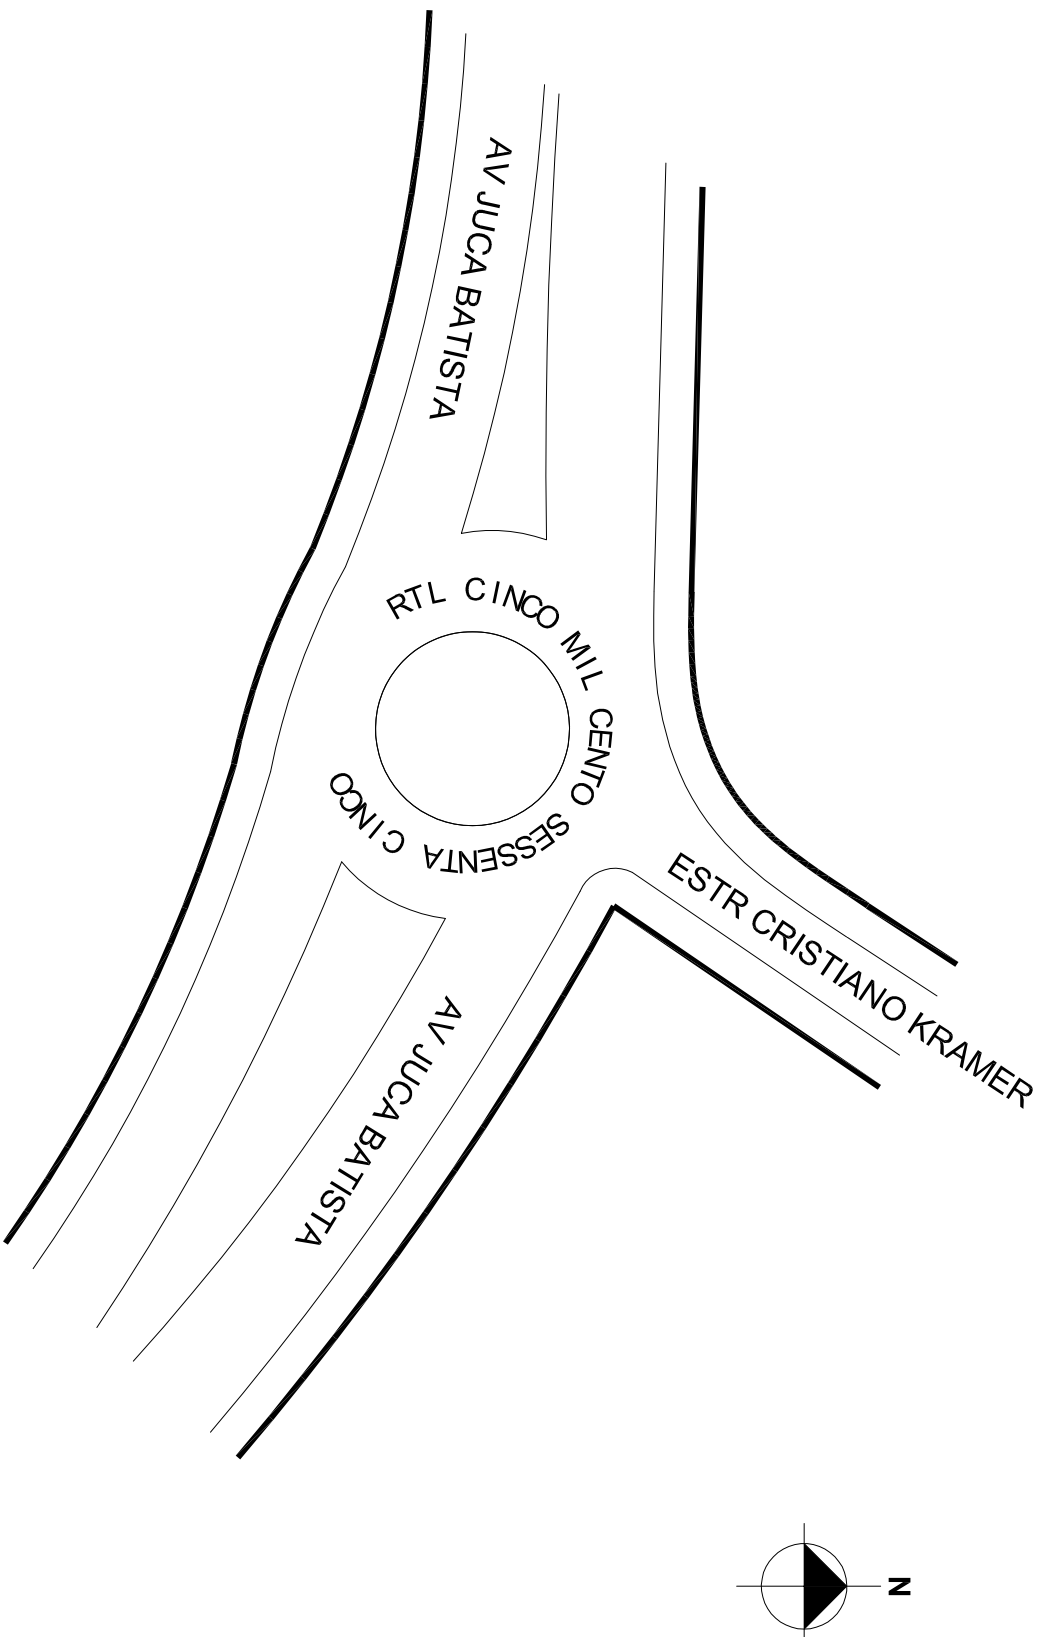 AV JUCA BATISTA
RTL CINCO MIL CENTO SESSENTA CINCO
ESTR CRISTIANO KRAMER
AV JUCA BATISTA
N